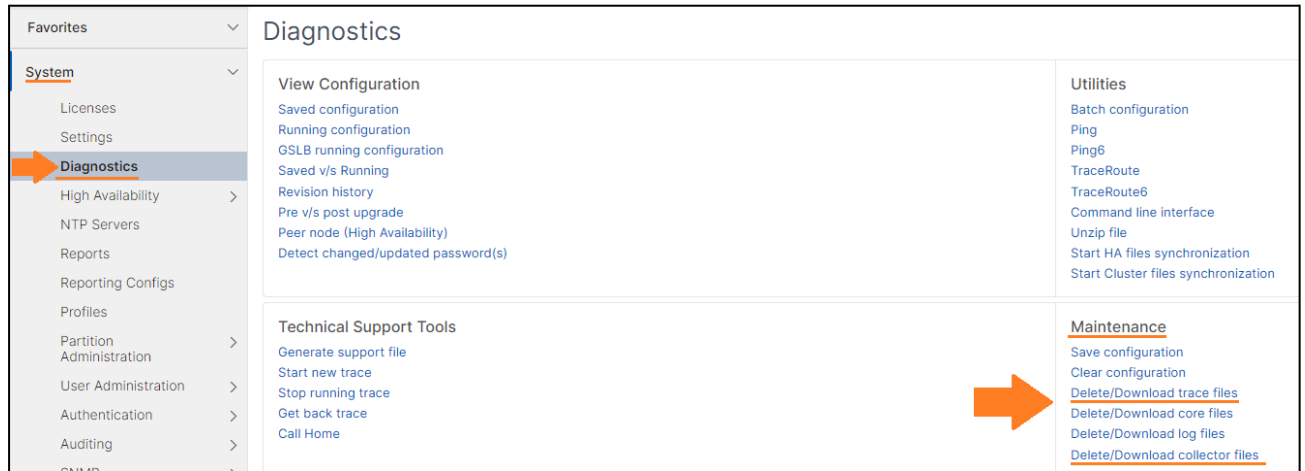 Favorites
System
Licenses
Settings
Diagnostics
High Availability
NTP Servers
Reports
Reporting Configs
Profiles
Partition
Administration
User Administration
Authentication
Auditing
SNMP
Diagnostics
View Configuration
Saved configuration
Running configuration
GSLB running configuration
Saved v/s Running
Revision history
Pre v/s post upgrade
Peer node (High Availability)
Detect changed/updated password(s)
Utilities
Batch configuration
Ping
Ping6
TraceRoute
TraceRoute6
Command line interface
Unzip file
Start HA files synchronization
Start Cluster files synchronization
Technical Support Tools
Generate support file
Start new trace
Stop running trace
Get back trace
Call Home
Maintenance
Save configuration
Clear configuration
Delete/Download trace files
Delete/Download core files
Delete/Download log files
Delete/Download collector files